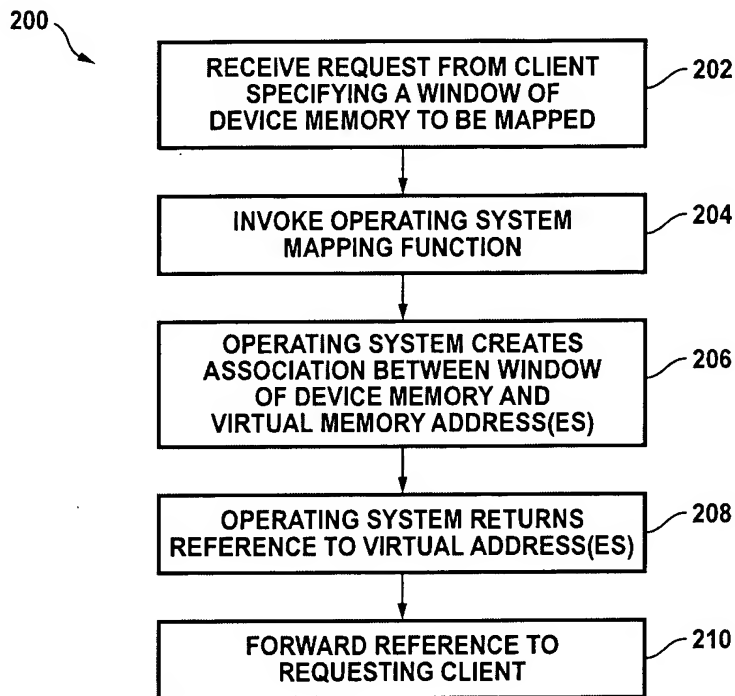 200
RECEIVE REQUEST FROM CLIENT
SPECIFYING A WINDOW OF
DEVICE MEMORY TO BE MAPPED
202
INVOKE OPERATING SYSTEM
MAPPING FUNCTION
204
OPERATING SYSTEM CREATES
ASSOCIATION BETWEEN WINDOW
OF DEVICE MEMORY AND
VIRTUAL MEMORY ADDRESS(ES)
206
OPERATING SYSTEM RETURNS
REFERENCE TO VIRTUAL ADDRESS(ES)
208
FORWARD REFERENCE TO
REQUESTING CLIENT
210